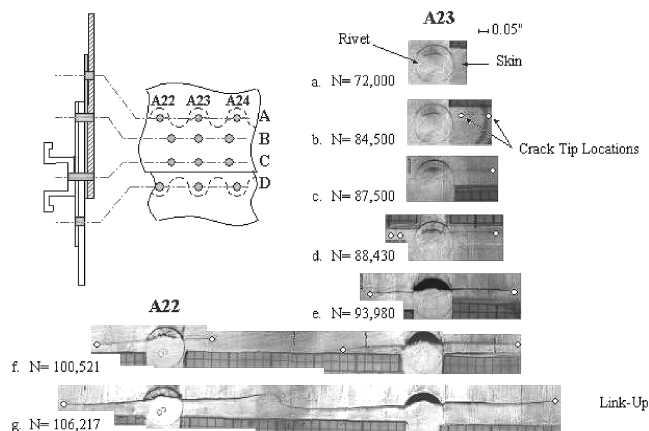 A23
0.05"
Rivet
Skin
a. N= 72,000
A22 A23 A24
A
B
C
D
b. N= 84,500
Crack Tip Locations
c. N= 87,500
d. N= 88,430
e. N= 93,980
A22
f. N= 100,521
g. N= 106,217
Link-Up